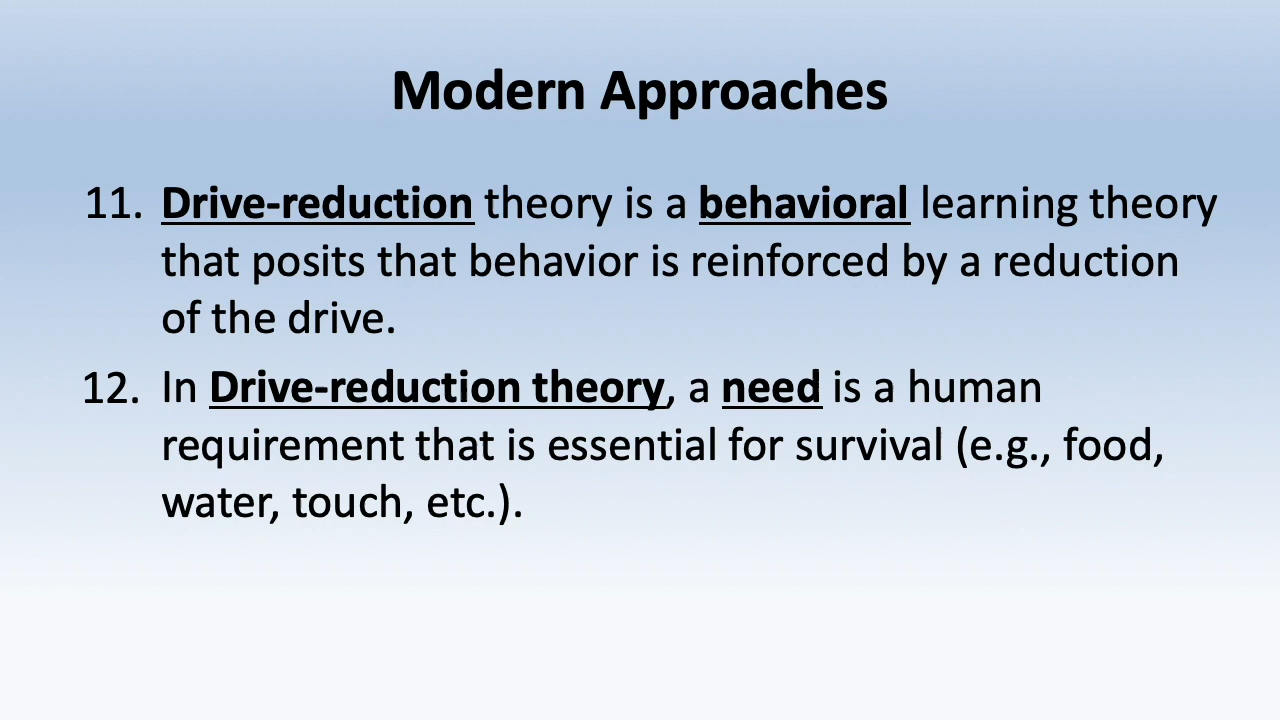 Modern Approaches
11. Drive-reduction theory is a behavioral learning theory
that posits that behavior is reinforced by a reduction
of the drive.
12. In Drive-reduction theory, a need is a human
requirement that is essential for survival (e.g., food,
water, touch, etc.).